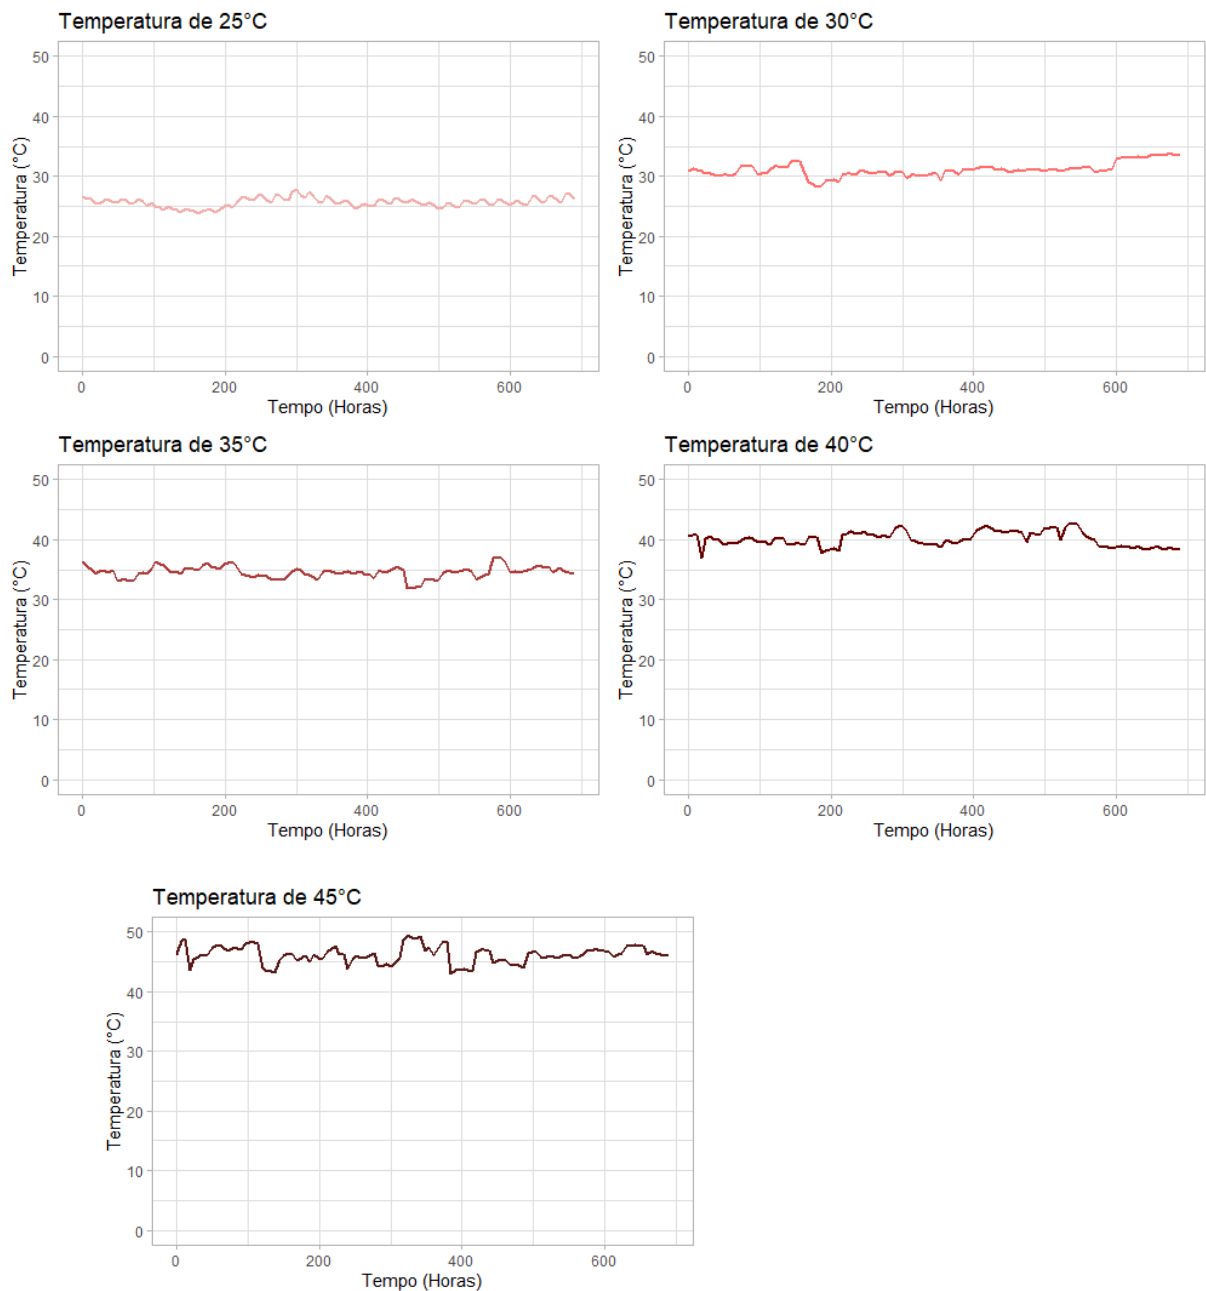 Temperatura de 25°C
Temperatura (°C)
50
40
30
20
10
0
0 200 400 600
Tempo (Horas)
Temperatura de 30°C
Temperatura (°C)
50
40
30
20
10
0
0 200 400 600
Tempo (Horas)
Temperatura de 35°C
Temperatura (°C)
50
40
30
20
10
0
0 200 400 600
Tempo (Horas)
Temperatura de 40°C
Temperatura (°C)
50
40
30
20
10
0
0 200 400 600
Tempo (Horas)
Temperatura de 45°C
Temperatura (°C)
50
40
30
20
10
0
0 200 400 600
Tempo (Horas)